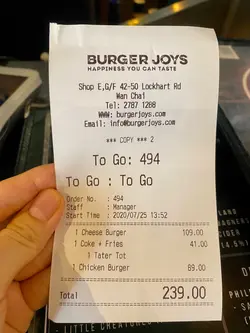 BURGER JOYS
HAPPINESS YOU CAN TASTE
Shop E,G/F 42-50 Lockhart Rd
Wan Chai
Tel: 2787 1288
WWW: burgerjoys.com
Email: info@burgerjoys.com
*** COPY *** 2
To Go: 494
To Go : To Go
Order No. : 494
Staff : Manager
Start Time : 2020/07/25 13:52
1 Cheese Burger 109.00
1 Coke + Fries 41.00
1 Tater Tot
1 Chicken Burger 89.00
Total 239.00
LITTLE CREATURES